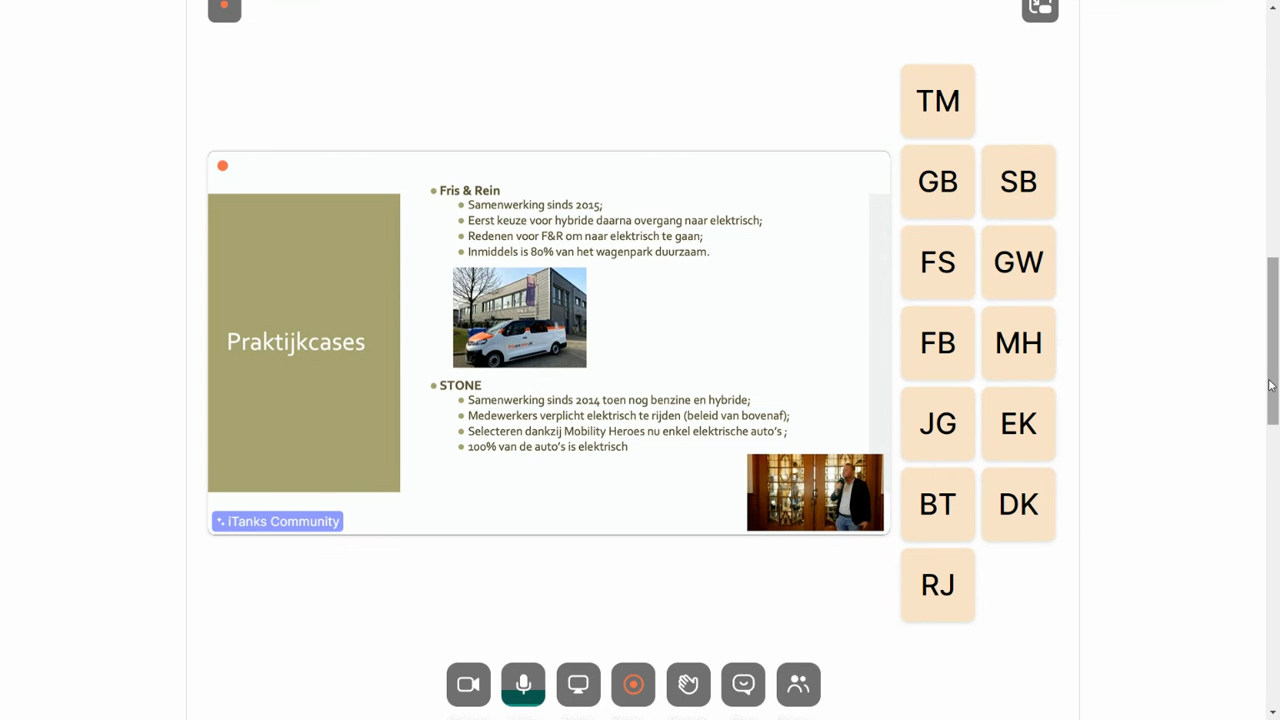 TM
GB
SB
FS
GW
FB
MH
JG
EK
BT
DK
RJ
Praktijkcases
Fris & Rein
Samenwerking sinds 2015;
Eerst keuze voor hybride daarna overgang naar elektrisch;
Redenen voor F&R om naar elektrisch te gaan;
Inmiddels is 80% van het wagenpark duurzaam.
STONE
Samenwerking sinds 2014 toen nog benzine en hybride;
Medewerkers verplicht elektrisch te rijden (beleid van bovenaf);
Selecteren dankzij Mobility Heroes nu enkel elektrische auto's ;
100% van de auto's is elektrisch
iTanks Community